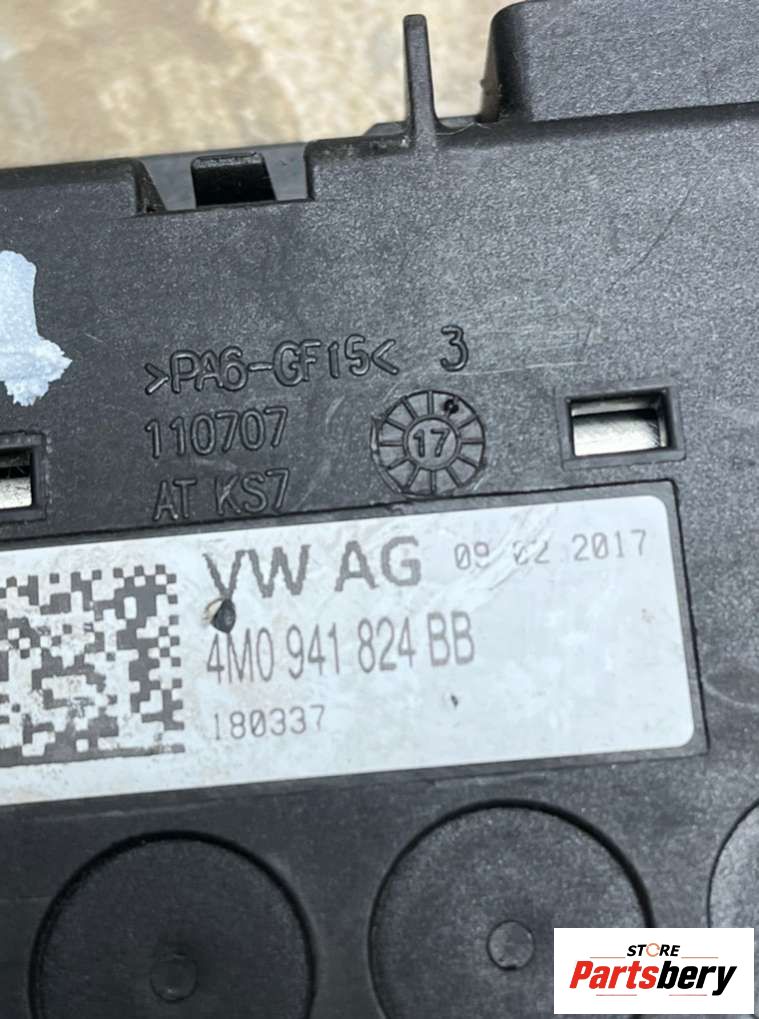 >PA6-GF15< 3
110707
17
AT KS7
VW AG 09 02 2017
4M0 941 824 BB
180337
STORE
Partsbery